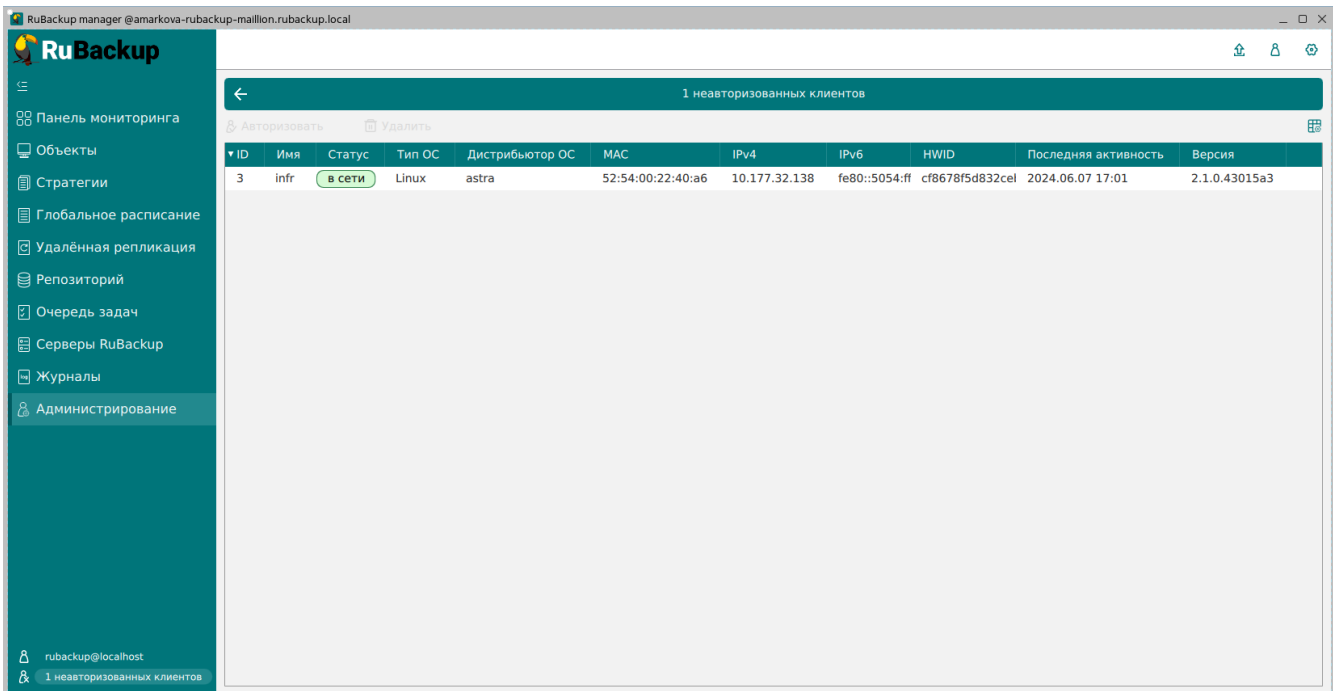 RuBackup manager @amarkova-rubackup-maillion.rubackup.local
RuBackup
1 неавторизованных клиентов
Панель мониторинга
Авторизовать Удалить
Объекты
ID Имя Статус Тип ОС Дистрибьютор ОС MAC IPv4 IPv6 HWID Последняя активность Версия
3 infr в сети Linux astra 52:54:00:22:40:a6 10.177.32.138 fe80::5054:ff cf8678f5d832ceb 2024.06.07 17:01 2.1.0.43015a3
Стратегии
Глобальное расписание
Удалённая репликация
Репозиторий
Очередь задач
Серверы RuBackup
Журналы
Администрирование
rubackup@localhost
1 неавторизованных клиентов